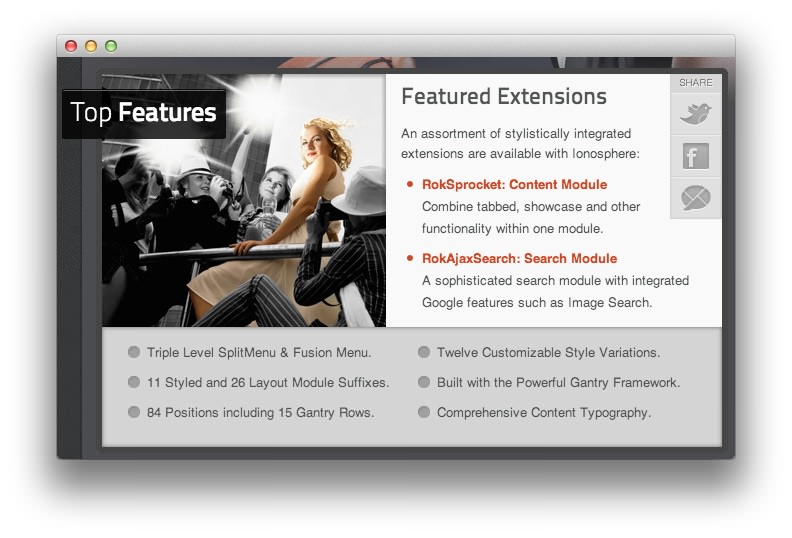 Top Features
Featured Extensions
SHARE
An assortment of stylistically integrated
extensions are available with Ionosphere:
RokSprocket: Content Module
Combine tabbed, showcase and other
functionality within one module.
RokAjaxSearch: Search Module
A sophisticated search module with integrated
Google features such as Image Search.
Triple Level SplitMenu & Fusion Menu.
11 Styled and 26 Layout Module Suffixes.
84 Positions including 15 Gantry Rows.
Twelve Customizable Style Variations.
Built with the Powerful Gantry Framework.
Comprehensive Content Typography.